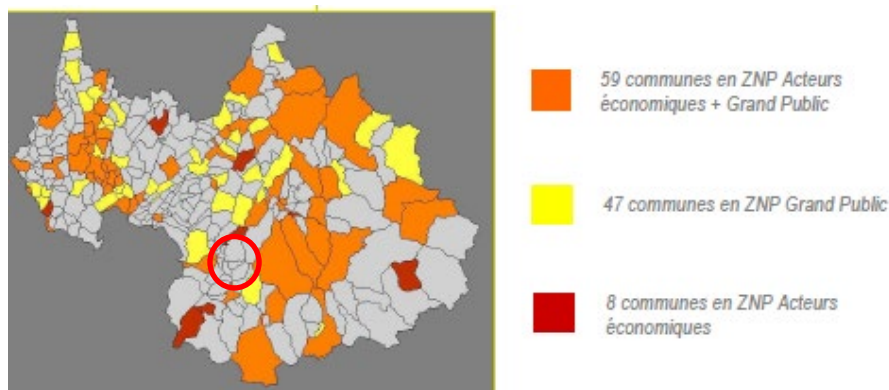 59 communes en ZNP Acteurs
économiques + Grand Public
47 communes en ZNP Grand Public
8 communes en ZNP Acteurs
économiques